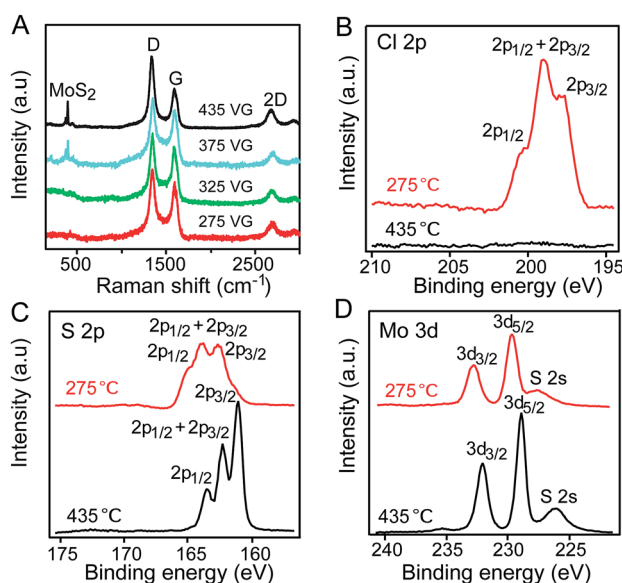 A
D
G
MoS2
2D
435 VG
375 VG
325 VG
275 VG
Intensity (a.u)
500 1500 2500
Raman shift (cm-1)
B
Cl 2p
2p1/2 + 2p3/2
2p3/2
2p1/2
275 °C
435°C
Intensity (a.u.)
210 205 200 195
Binding energy (eV)
C
S 2p
2p1/2 + 2p3/2
2p1/2
2p3/2
275°C
2p3/2
2p1/2 + 2p3/2
2p1/2
435°C
Intensity (a.u.)
175 170 165 160
Binding energy (eV)
D
Mo 3d
3d5/2
3d3/2
S 2s
275°C
3d5/2
3d3/2
S 2s
435°C
Intensity (a.u.)
240 235 230 225
Binding energy (eV)